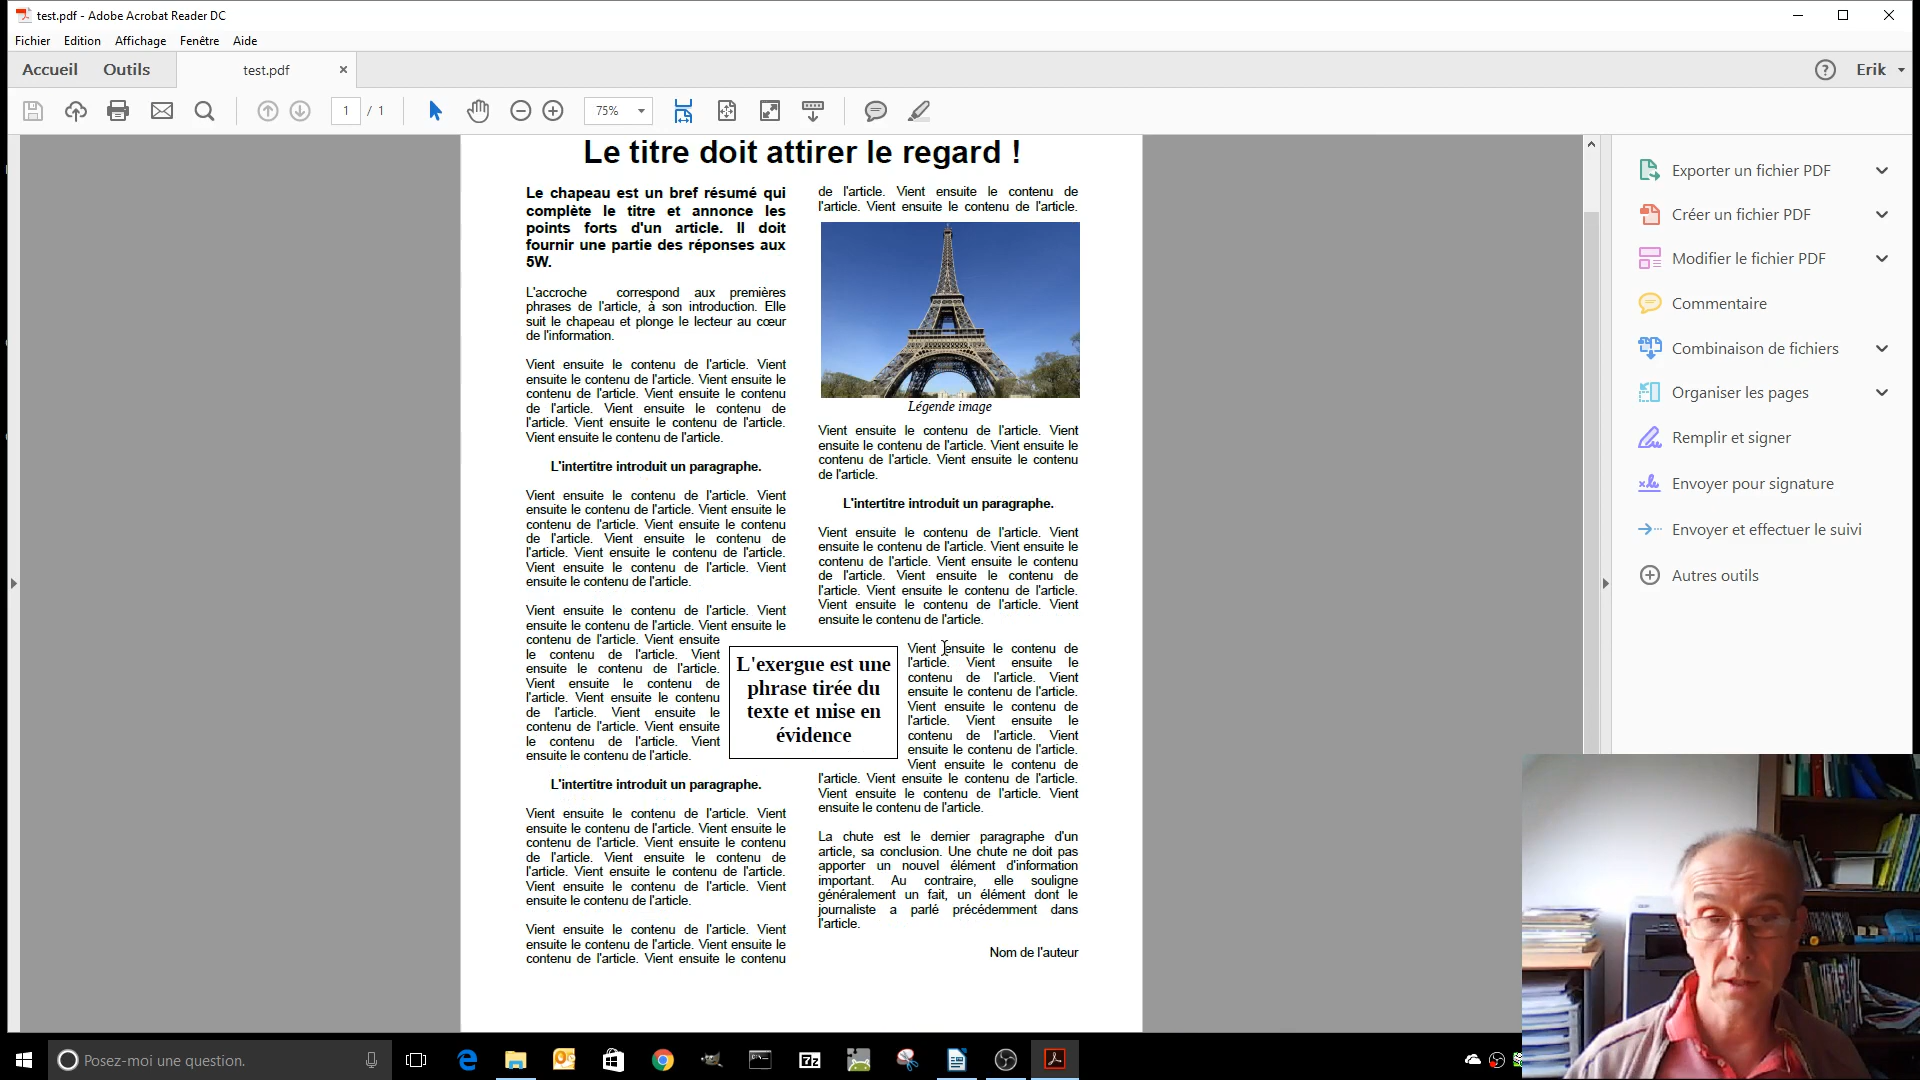 test.pdf - Adobe Acrobat Reader DC
Fichier Edition Affichage Fenêtre Aide
Accueil Outils test.pdf Erik
1 / 1 75%
Le titre doit attirer le regard !
Le chapeau est un bref résumé qui
complète le titre et annonce les
points forts d'un article. Il doit
fournir une partie des réponses aux
5W.
L'accroche correspond aux premières
phrases de l'article, à son introduction. Elle
suit le chapeau et plonge le lecteur au cœur
de l'information.
Vient ensuite le contenu de l'article. Vient
ensuite le contenu de l'article. Vient ensuite le
contenu de l'article. Vient ensuite le contenu
de l'article. Vient ensuite le contenu de
l'article. Vient ensuite le contenu de l'article.
Vient ensuite le contenu de l'article.
L'intertitre introduit un paragraphe.
Vient ensuite le contenu de l'article. Vient
ensuite le contenu de l'article. Vient ensuite le
contenu de l'article. Vient ensuite le contenu
de l'article. Vient ensuite le contenu de
l'article. Vient ensuite le contenu de l'article.
Vient ensuite le contenu de l'article. Vient
ensuite le contenu de l'article.
Vient ensuite le contenu de l'article. Vient
ensuite le contenu de l'article. Vient ensuite le
contenu de l'article. Vient ensuite
le contenu de l'article. Vient
ensuite le contenu de l'article.
Vient ensuite le contenu de
l'article. Vient ensuite le contenu
de l'article. Vient ensuite le
contenu de l'article. Vient ensuite
le contenu de l'article. Vient
ensuite le contenu de l'article.
L'intertitre introduit un paragraphe.
Vient ensuite le contenu de l'article. Vient
ensuite le contenu de l'article. Vient ensuite le
contenu de l'article. Vient ensuite le contenu
de l'article. Vient ensuite le contenu de
l'article. Vient ensuite le contenu de l'article.
Vient ensuite le contenu de l'article. Vient
ensuite le contenu de l'article.
Vient ensuite le contenu de l'article. Vient
ensuite le contenu de l'article. Vient ensuite le
contenu de l'article. Vient ensuite le contenu
L'exergue est une
phrase tirée du
texte et mise en
évidence
de l'article. Vient ensuite le contenu de
l'article. Vient ensuite le contenu de l'article.
Légende image
Vient ensuite le contenu de l'article. Vient
ensuite le contenu de l'article. Vient ensuite le
contenu de l'article. Vient ensuite le contenu
de l'article.
L'intertitre introduit un paragraphe.
Vient ensuite le contenu de l'article. Vient
ensuite le contenu de l'article. Vient ensuite le
contenu de l'article. Vient ensuite le contenu
de l'article. Vient ensuite le contenu de
l'article. Vient ensuite le contenu de l'article.
Vient ensuite le contenu de l'article. Vient
ensuite le contenu de l'article.
Vient ensuite le contenu de
l'article. Vient ensuite le
contenu de l'article. Vient
ensuite le contenu de l'article.
Vient ensuite le contenu de
l'article. Vient ensuite le
contenu de l'article. Vient
ensuite le contenu de l'article.
Vient ensuite le contenu de
l'article. Vient ensuite le contenu de l'article.
Vient ensuite le contenu de l'article. Vient
ensuite le contenu de l'article.
La chute est le dernier paragraphe d'un
article, sa conclusion. Une chute ne doit pas
apporter un nouvel élément d'information
important. Au contraire, elle souligne
généralement un fait, un élément dont le
journaliste a parlé précédemment dans
l'article.
Nom de l'auteur
Exporter un fichier PDF
Créer un fichier PDF
Modifier le fichier PDF
Commentaire
Combinaison de fichiers
Organiser les pages
Remplir et signer
Envoyer pour signature
Envoyer et effectuer le suivi
Autres outils
Posez-moi une question.